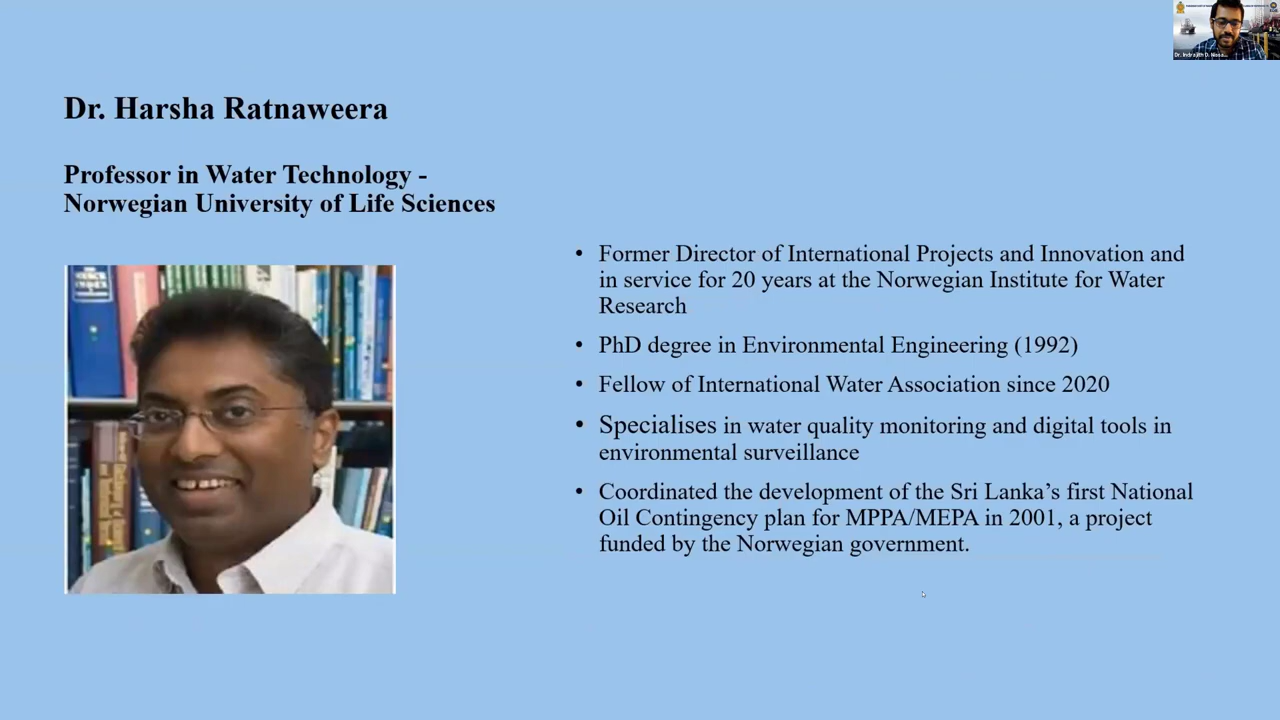 Dr. Harsha Ratnaweera
Professor in Water Technology -
Norwegian University of Life Sciences
• Former Director of International Projects and Innovation and
in service for 20 years at the Norwegian Institute for Water
Research
• PhD degree in Environmental Engineering (1992)
• Fellow of International Water Association since 2020
• Specialises in water quality monitoring and digital tools in
environmental surveillance
• Coordinated the development of the Sri Lanka’s first National
Oil Contingency plan for MPPA/MEPA in 2001, a project
funded by the Norwegian government.